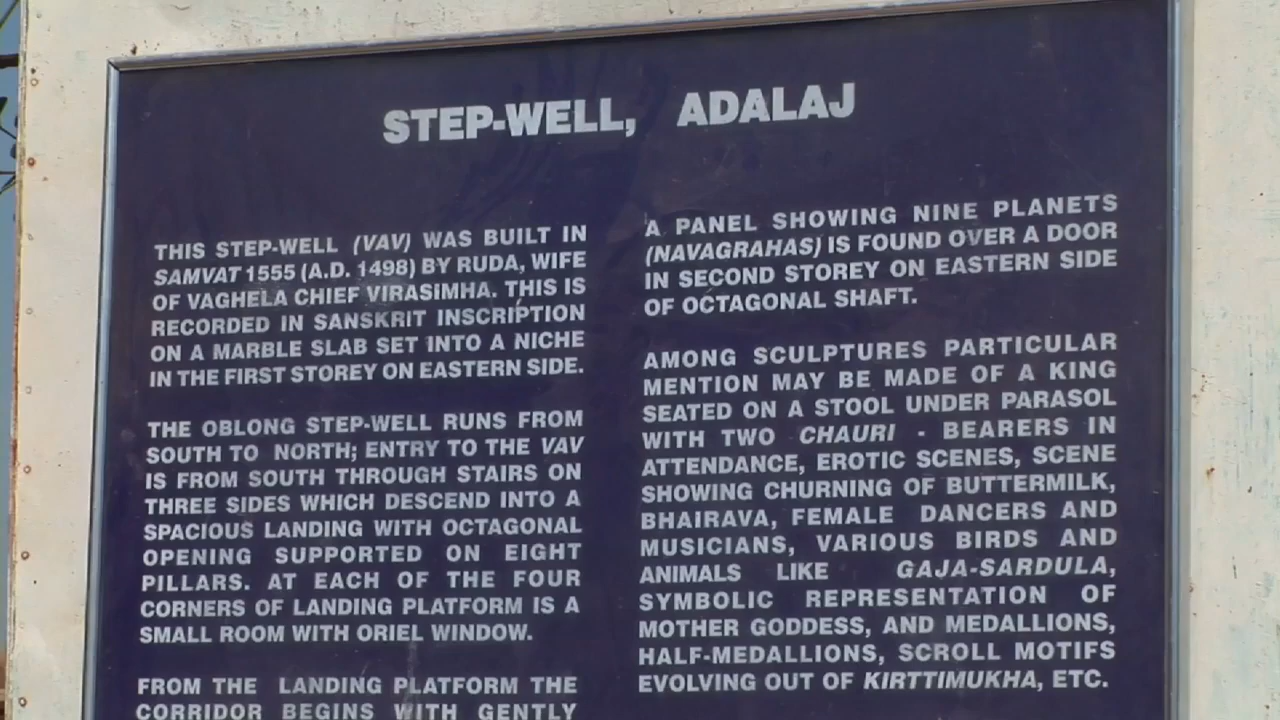 STEP-WELL, ADALAJ
THIS STEP-WELL (VAV) WAS BUILT IN
SAMVAT 1555 (A.D. 1498) BY RUDA, WIFE
OF VAGHELA CHIEF VIRASIMHA. THIS IS
RECORDED IN SANSKRIT INSCRIPTION
ON A MARBLE SLAB SET INTO A NICHE
IN THE FIRST STOREY ON EASTERN SIDE.
THE OBLONG STEP-WELL RUNS FROM
SOUTH TO NORTH; ENTRY TO THE VAV
IS FROM SOUTH THROUGH STAIRS ON
THREE SIDES WHICH DESCEND INTO A
SPACIOUS LANDING WITH OCTAGONAL
OPENING SUPPORTED ON EIGHT
PILLARS. AT EACH OF THE FOUR
CORNERS OF LANDING PLATFORM IS A
SMALL ROOM WITH ORIEL WINDOW.
FROM THE LANDING PLATFORM THE
CORRIDOR BEGINS WITH GENTLY
A PANEL SHOWING NINE PLANETS
(NAVAGRAHAS) IS FOUND OVER A DOOR
IN SECOND STOREY ON EASTERN SIDE
OF OCTAGONAL SHAFT.
AMONG SCULPTURES PARTICULAR
MENTION MAY BE MADE OF A KING
SEATED ON A STOOL UNDER PARASOL
WITH TWO CHAURI - BEARERS IN
ATTENDANCE, EROTIC SCENES, SCENE
SHOWING CHURNING OF BUTTERMILK,
BHAIRAVA, FEMALE DANCERS AND
MUSICIANS, VARIOUS BIRDS AND
ANIMALS LIKE GAJA-SARDULA,
SYMBOLIC REPRESENTATION OF
MOTHER GODDESS, AND MEDALLIONS,
HALF-MEDALLIONS, SCROLL MOTIFS
EVOLVING OUT OF KIRTTIMUKHA, ETC.